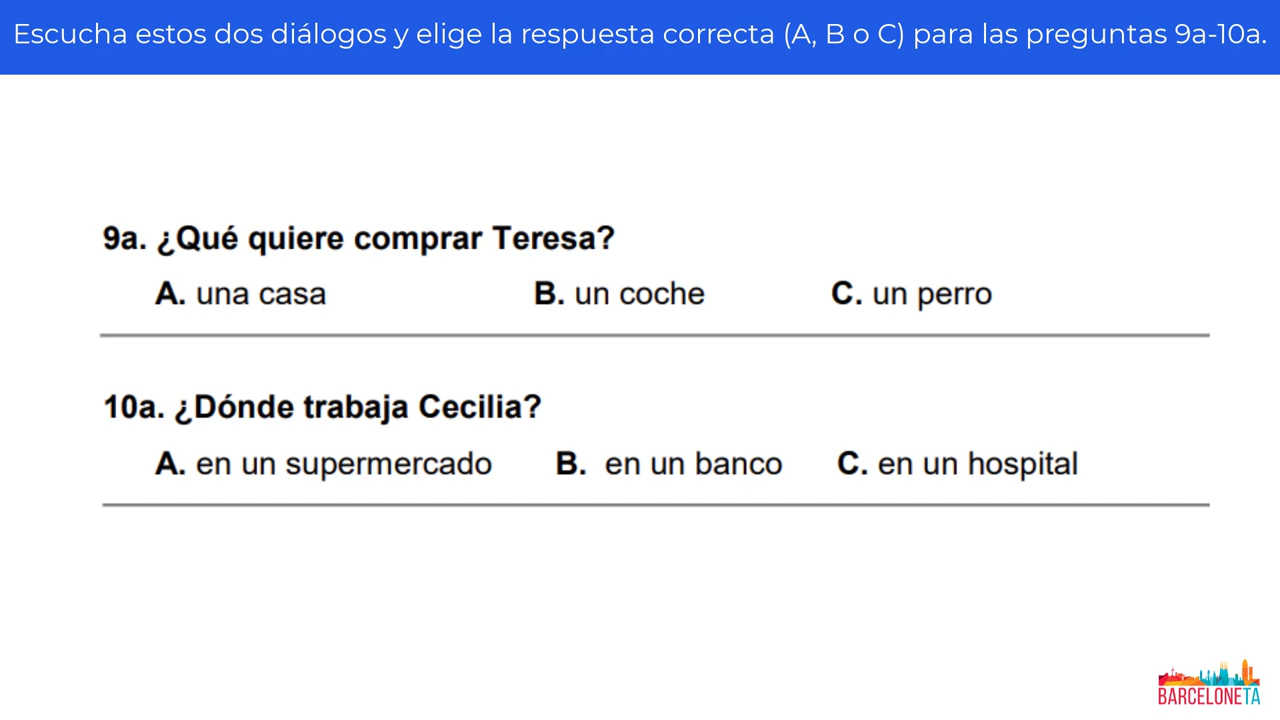 Escucha estos dos diálogos y elige la respuesta correcta (A, B o C) para las preguntas 9a-10a.
9a. ¿Qué quiere comprar Teresa?
A. una casa B. un coche C. un perro
10a. ¿Dónde trabaja Cecilia?
A. en un supermercado B. en un banco C. en un hospital
BARCELONETA